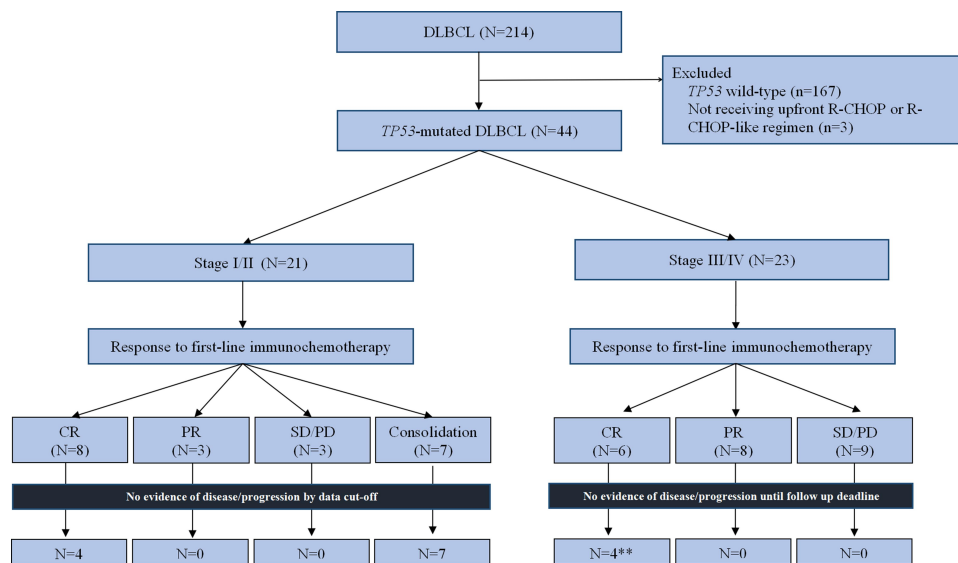 DLBCL (N=214)
Excluded
TP53 wild-type (n=167)
Not receiving upfront R-CHOP or R-
CHOP-like regimen (n=3)
TP53-mutated DLBCL (N=44)
Stage I/II (N=21)
Stage III/IV (N=23)
Response to first-line immunochemotherapy
Response to first-line immunochemotherapy
CR
(N=8)
PR
(N=3)
SD/PD
(N=3)
Consolidation
(N=7)
CR
(N=6)
PR
(N=8)
SD/PD
(N=9)
No evidence of disease/progression by data cut-off
No evidence of disease/progression until follow up deadline
N=4
N=0
N=0
N=7
N=4**
N=0
N=0